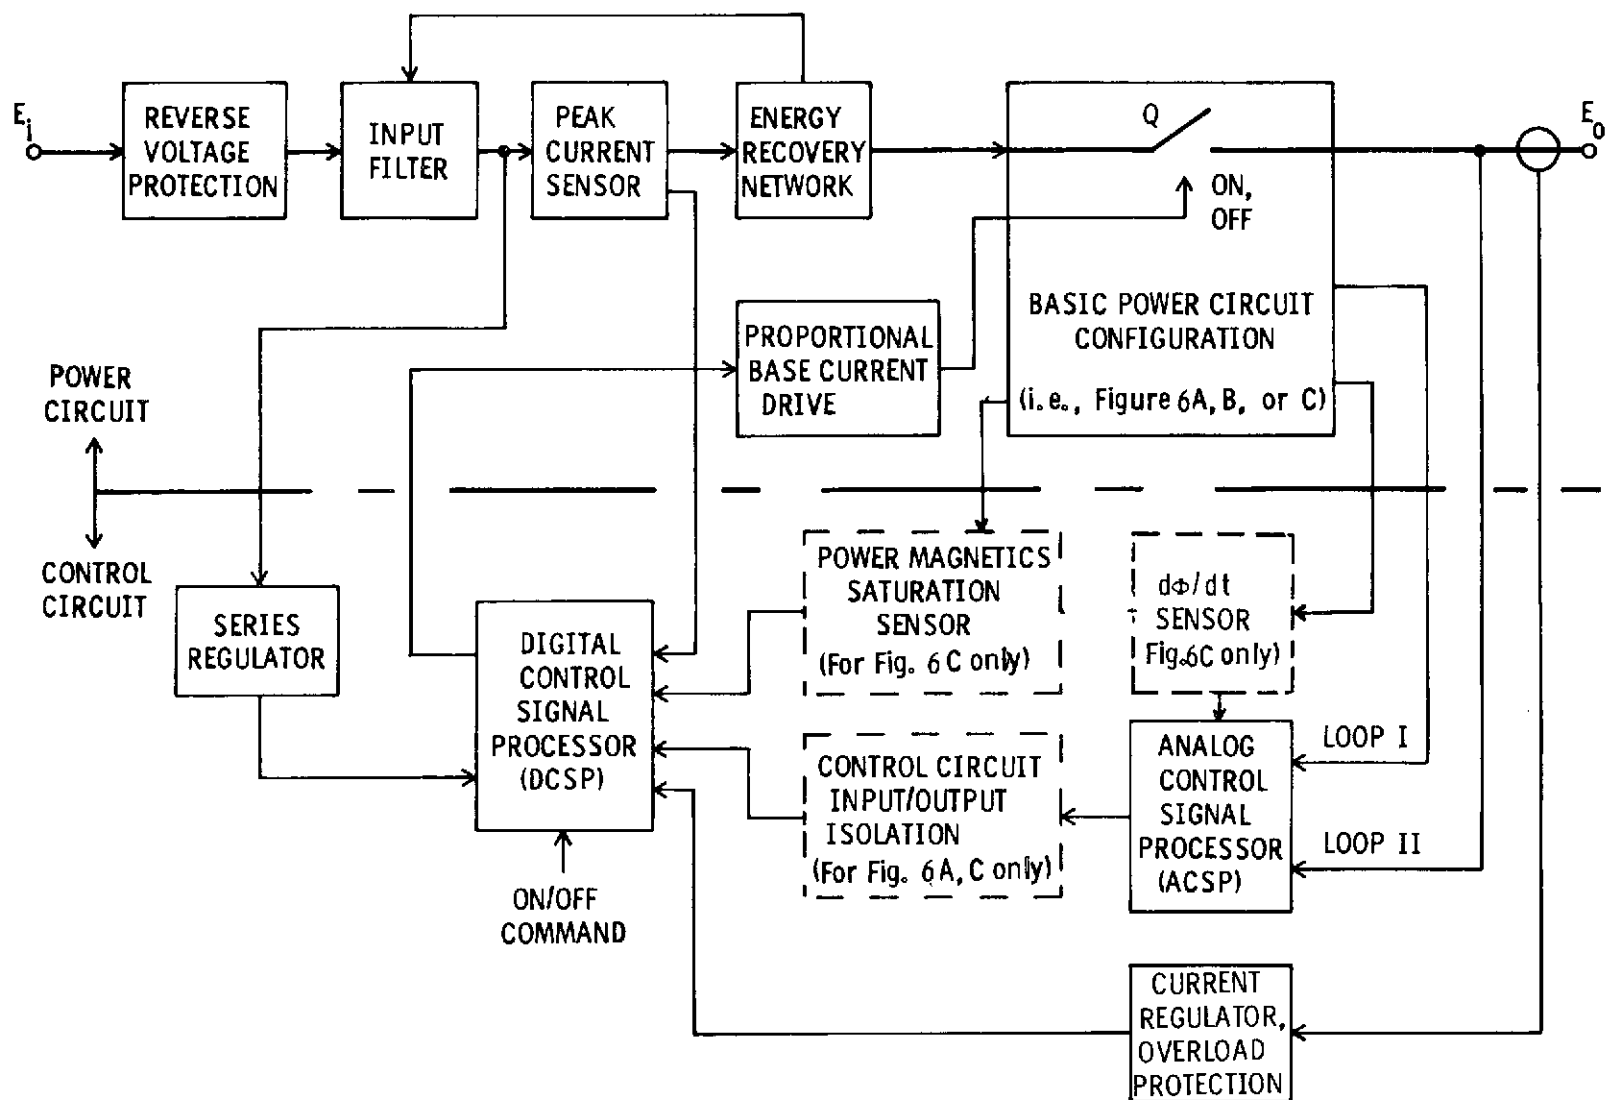 E_i
REVERSE
VOLTAGE
PROTECTION
INPUT
FILTER
PEAK
CURRENT
SENSOR
ENERGY
RECOVERY
NETWORK
Q
ON,
OFF
BASIC POWER CIRCUIT
CONFIGURATION
(i.e., Figure 6A, B, or C)
E_0
PROPORTIONAL
BASE CURRENT
DRIVE
POWER
CIRCUIT
CONTROL
CIRCUIT
SERIES
REGULATOR
DIGITAL
CONTROL
SIGNAL
PROCESSOR
(DCSP)
ON/OFF
COMMAND
POWER MAGNETICS
SATURATION
SENSOR
(For Fig. 6C only)
CONTROL CIRCUIT
INPUT/OUTPUT
ISOLATION
(For Fig. 6A, C only)
dΦ/dt
SENSOR
Fig.6C only)
ANALOG
CONTROL
SIGNAL
PROCESSOR
(ACSP)
LOOP I
LOOP II
CURRENT
REGULATOR,
OVERLOAD
PROTECTION